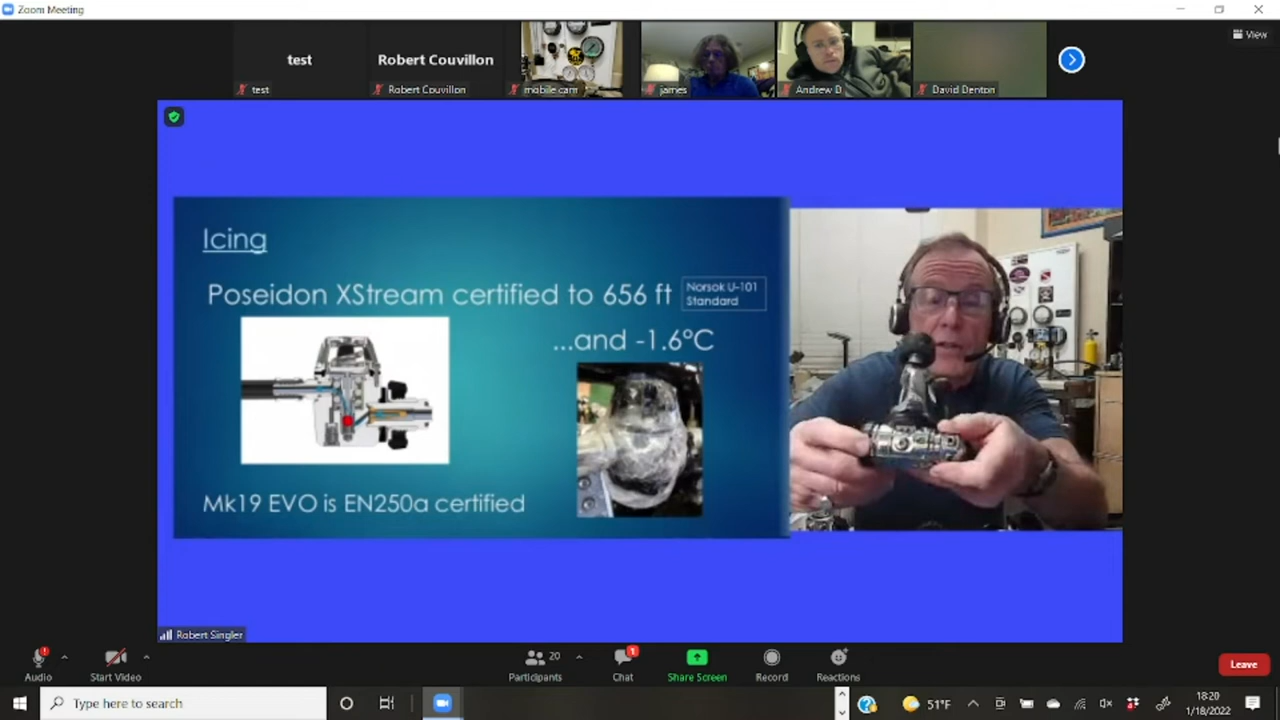 Zoom Meeting
View
test
Robert Couvillon
test
Robert Couvillon
mobile cam
james
Andrew D
David Denton
Icing
Poseidon XStream certified to 656 ft
Norsok U-101
Standard
...and -1.6°C
Mk19 EVO is EN250a certified
Robert Singler
Audio
Start Video
20
Participants
1
Chat
Share Screen
Record
Reactions
Leave
Type here to search
51°F
18:20
1/18/2022